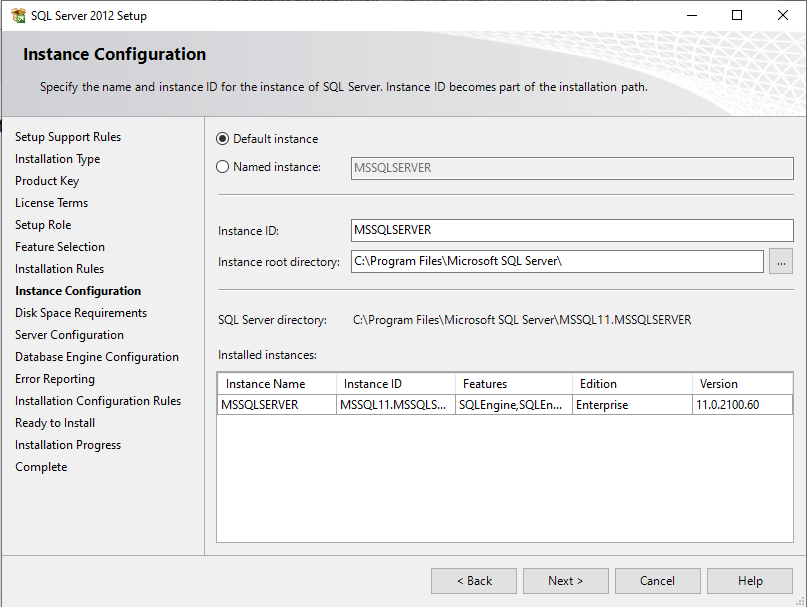 SQL Server 2012 Setup
Instance Configuration
Specify the name and instance ID for the instance of SQL Server. Instance ID becomes part of the installation path.
Setup Support Rules
Installation Type
Product Key
License Terms
Setup Role
Feature Selection
Installation Rules
Instance Configuration
Disk Space Requirements
Server Configuration
Database Engine Configuration
Error Reporting
Installation Configuration Rules
Ready to Install
Installation Progress
Complete
Default instance
Named instance: MSSQLSERVER
Instance ID: MSSQLSERVER
Instance root directory: C:\Program Files\Microsoft SQL Server\ ...
SQL Server directory: C:\Program Files\Microsoft SQL Server\MSSQL11.MSSQLSERVER
Installed instances:
Instance Name Instance ID Features Edition Version
MSSQLSERVER MSSQL11.MSSQLS... SQLEngine,SQLEn... Enterprise 11.0.2100.60
< Back Next > Cancel Help